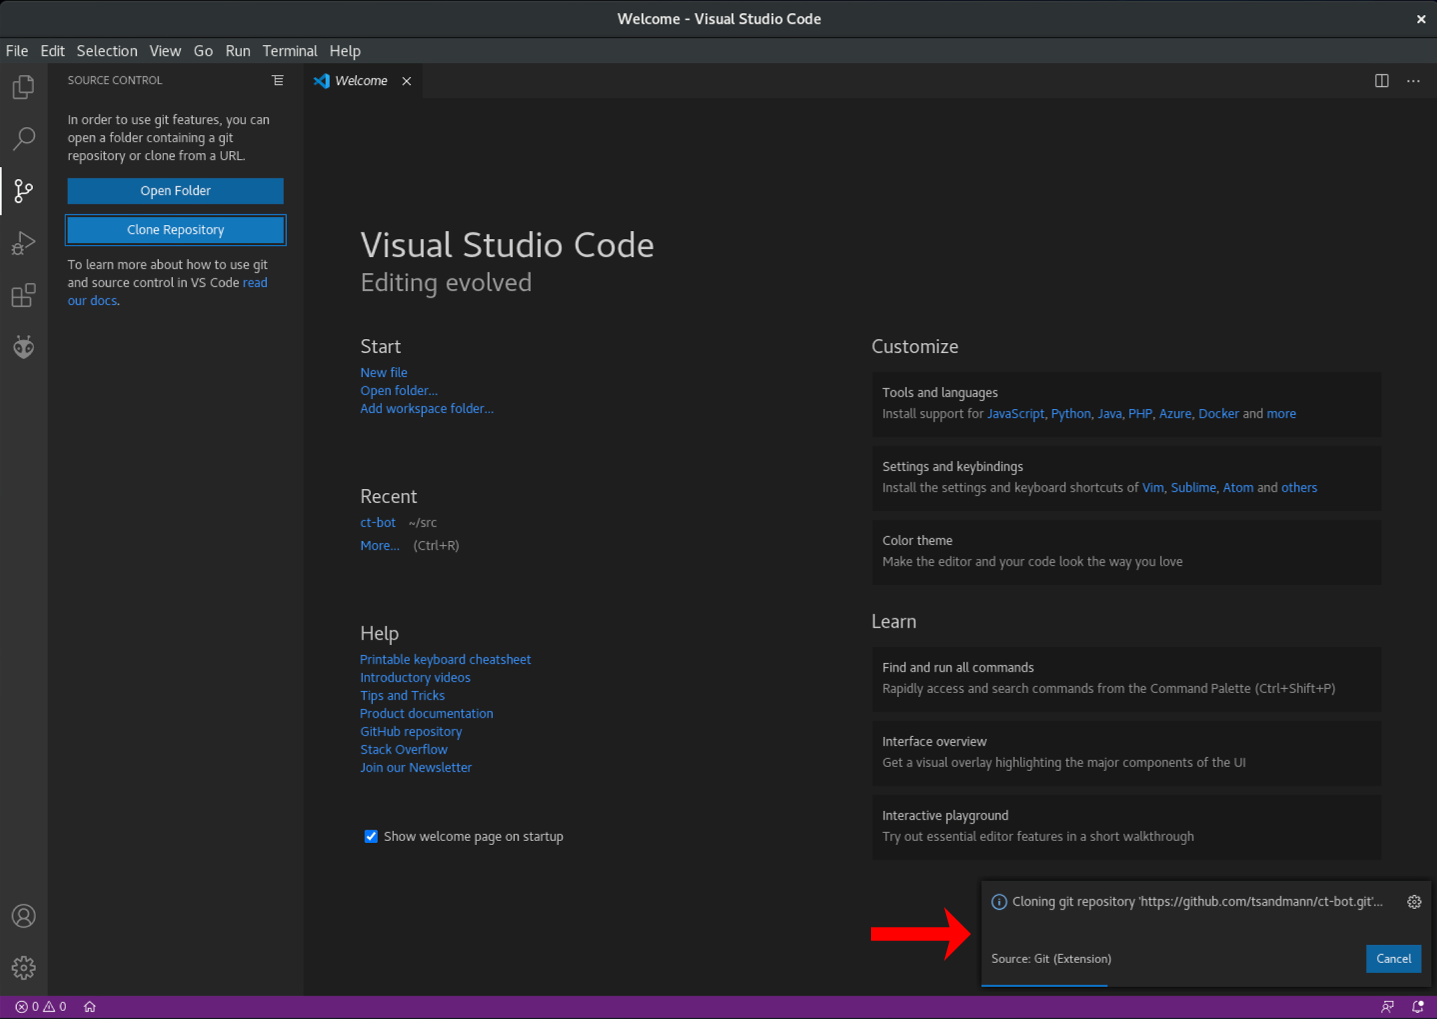 Welcome - Visual Studio Code
File Edit Selection View Go Run Terminal Help
SOURCE CONTROL
Welcome
In order to use git features, you can
open a folder containing a git
repository or clone from a URL.
Open Folder
Clone Repository
To learn more about how to use git
and source control in VS Code read
our docs.
Visual Studio Code
Editing evolved
Start
New file
Open folder...
Add workspace folder...
Recent
ct-bot ~/src
More... (Ctrl+R)
Help
Printable keyboard cheatsheet
Introductory videos
Tips and Tricks
Product documentation
GitHub repository
Stack Overflow
Join our Newsletter
Show welcome page on startup
Customize
Tools and languages
Install support for JavaScript, Python, Java, PHP, Azure, Docker and more
Settings and keybindings
Install the settings and keyboard shortcuts of Vim, Sublime, Atom and others
Color theme
Make the editor and your code look the way you love
Learn
Find and run all commands
Rapidly access and search commands from the Command Palette (Ctrl+Shift+P)
Interface overview
Get a visual overlay highlighting the major components of the UI
Interactive playground
Try out essential editor features in a short walkthrough
Cloning git repository 'https://github.com/tsandmann/ct-bot.git'...
Source: Git (Extension)
Cancel
0 0